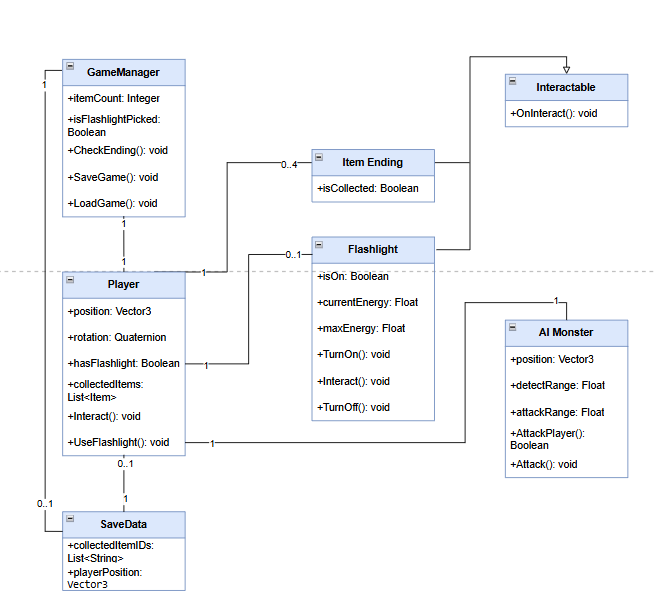 GameManager
+itemCount: Integer
+isFlashlightPicked:
Boolean
+CheckEnding(): void
+SaveGame(): void
+LoadGame(): void
1
1
1
Interactable
+OnInteract(): void
Item Ending
+isCollected: Boolean
0..4
1
Flashlight
+isOn: Boolean
+currentEnergy: Float
+maxEnergy: Float
+TurnOn(): void
+Interact(): void
+TurnOff(): void
0..1
1
Player
+position: Vector3
+rotation: Quaternion
+hasFlashlight: Boolean
+collectedItems:
List<Item>
+Interact(): void
+UseFlashlight(): void
1
1
AI Monster
+position: Vector3
+detectRange: Float
+attackRange: Float
+AttackPlayer():
Boolean
+Attack(): void
0..1
1
0..1
SaveData
+collectedItemIDs:
List<String>
+playerPosition:
Vector3